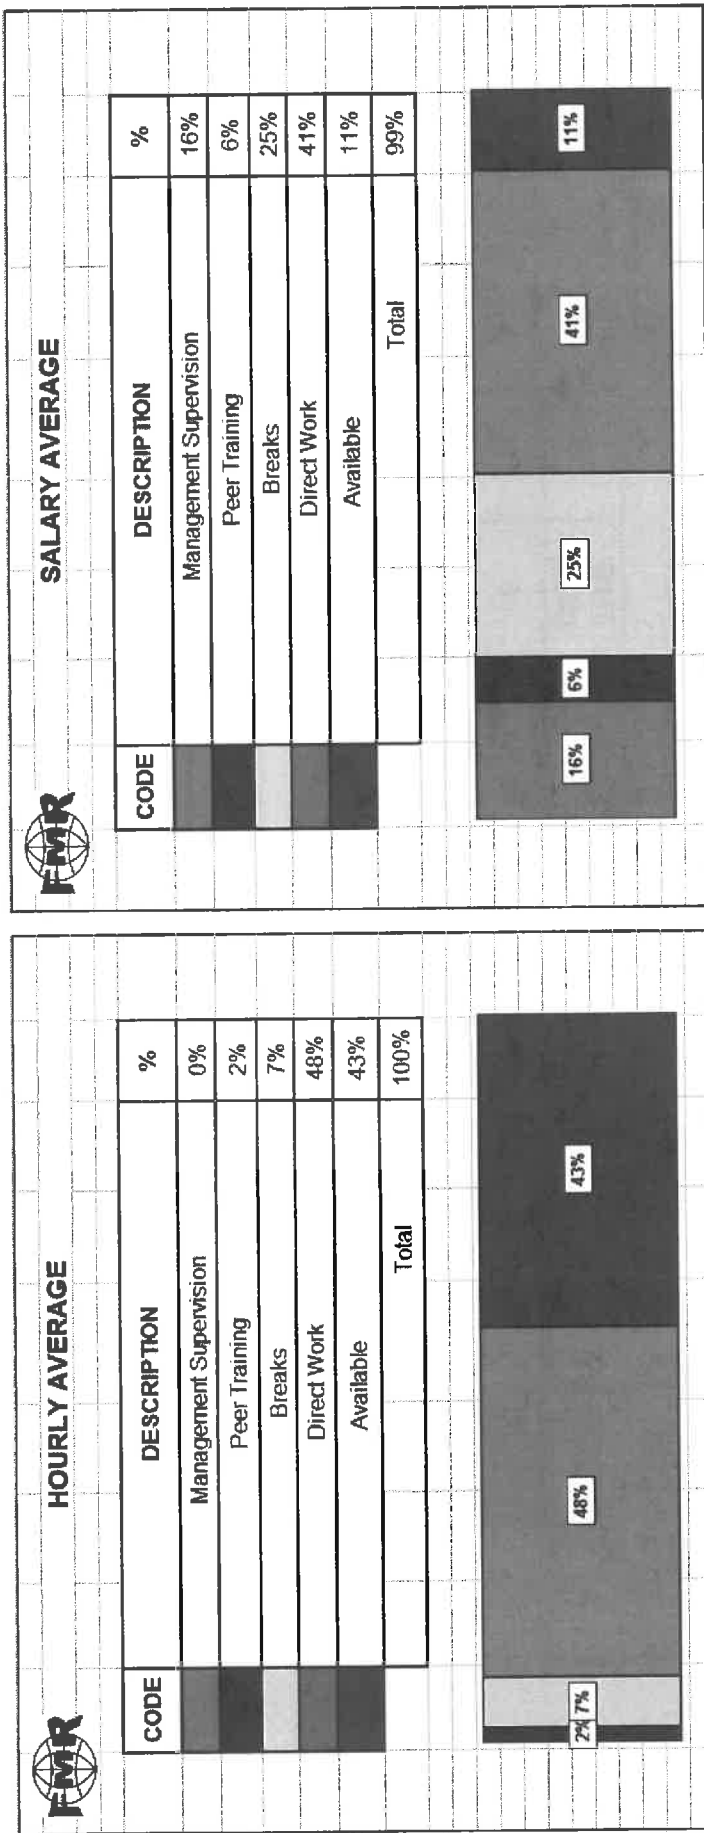 FMR
HOURLY AVERAGE
CODE DESCRIPTION %
Management Supervision 0%
Peer Training 2%
Breaks 7%
Direct Work 48%
Available 43%
Total 100%
2% 7% 48% 43%
FMR
SALARY AVERAGE
CODE DESCRIPTION %
Management Supervision 16%
Peer Training 6%
Breaks 25%
Direct Work 41%
Available 11%
Total 99%
16% 6% 25% 41% 11%